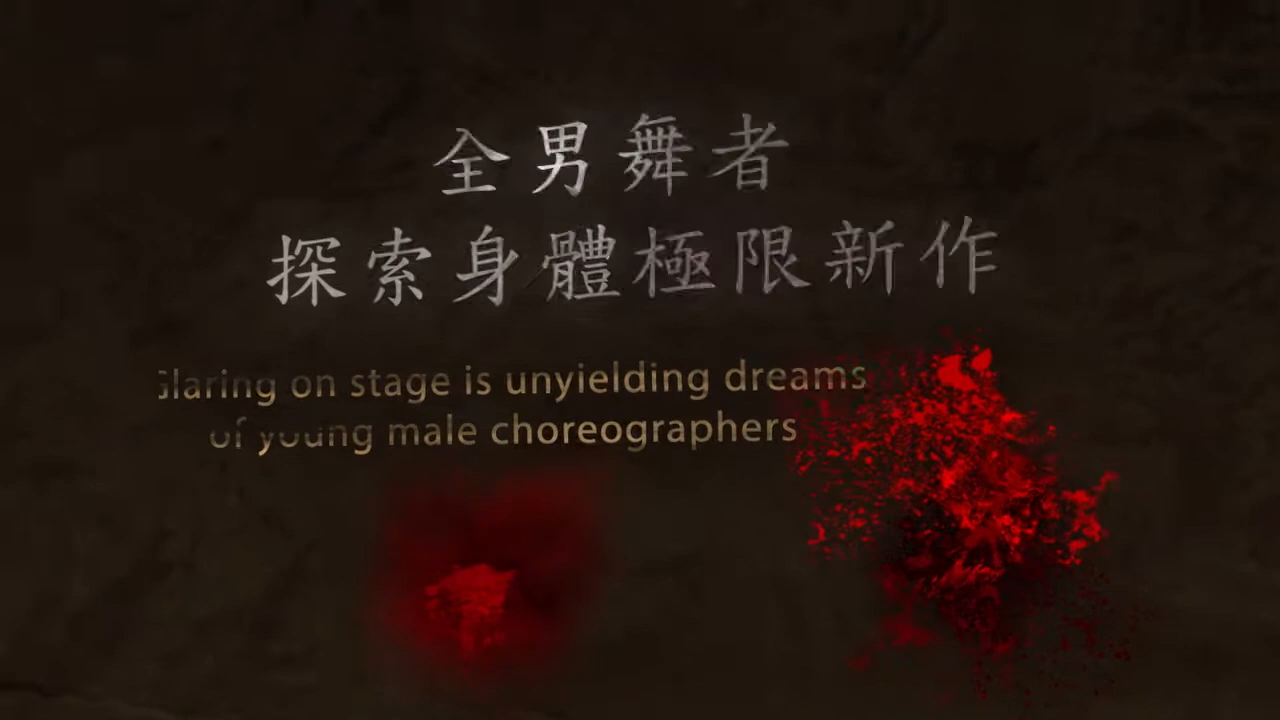 全男舞者
探索身體極限新作
Glaring on stage is unyielding dreams
of young male choreographers